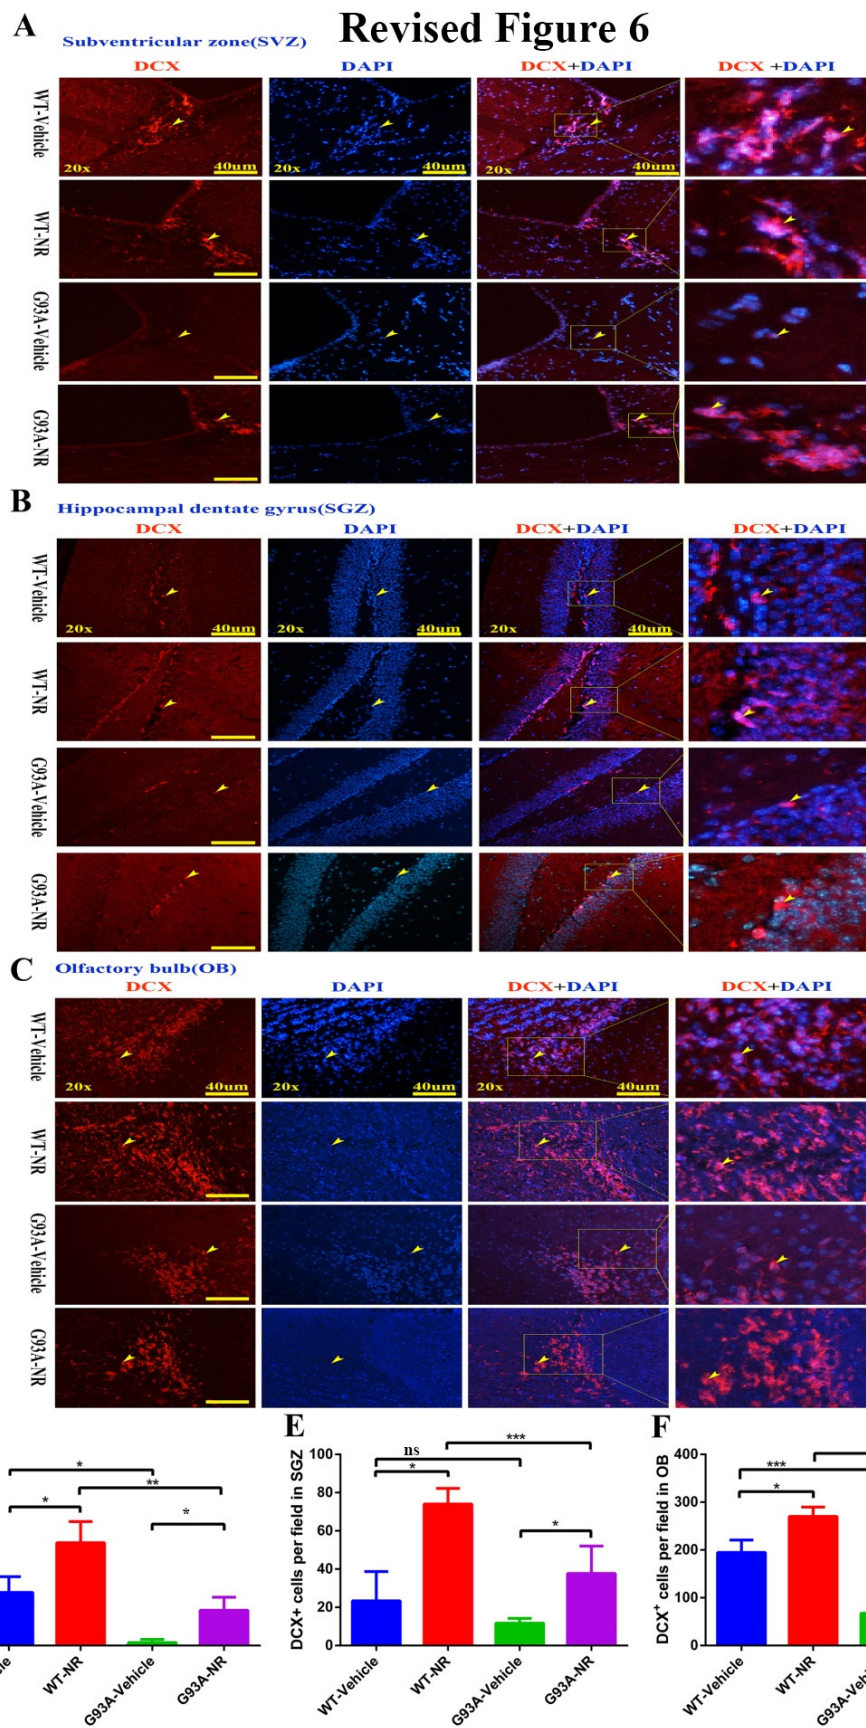 A
Revised Figure 6
Subventricular zone(SVZ)
DCX DAPI DCX+DAPI DCX +DAPI
WT-Vehicle
20x 40um 20x 40um 20x 40um
WT-NR
G93A-Vehicle
G93A-NR
B
Hippocampal dentate gyrus(SGZ)
DCX DAPI DCX+DAPI DCX+DAPI
WT-Vehicle
20x 40um 20x 40um 20x 40um
WT-NR
G93A-Vehicle
G93A-NR
C
Olfactory bulb(OB)
DCX DAPI DCX+DAPI DCX+DAPI
WT-Vehicle
20x 40um 20x 40um 20x 40um
WT-NR
G93A-Vehicle
G93A-NR
*
**
*
*
WT-NR
G93A-Vehicle
G93A-NR
E
DCX+ cells per field in SGZ
100
80
60
40
20
0
ns
***
*
*
WT-Vehicle
WT-NR
G93A-Vehicle
G93A-NR
F
DCX+ cells per field in OB
400
300
200
100
0
***
*
WT-Vehicle
WT-NR